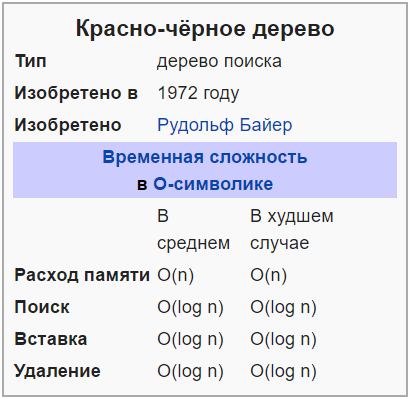 Красно-чёрное дерево
Тип дерево поиска
Изобретено в 1972 году
Изобретено Рудольф Байер
Временная сложность
в О-символике
В среднем В худшем случае
Расход памяти O(n) O(n)
Поиск O(log n) O(log n)
Вставка O(log n) O(log n)
Удаление O(log n) O(log n)